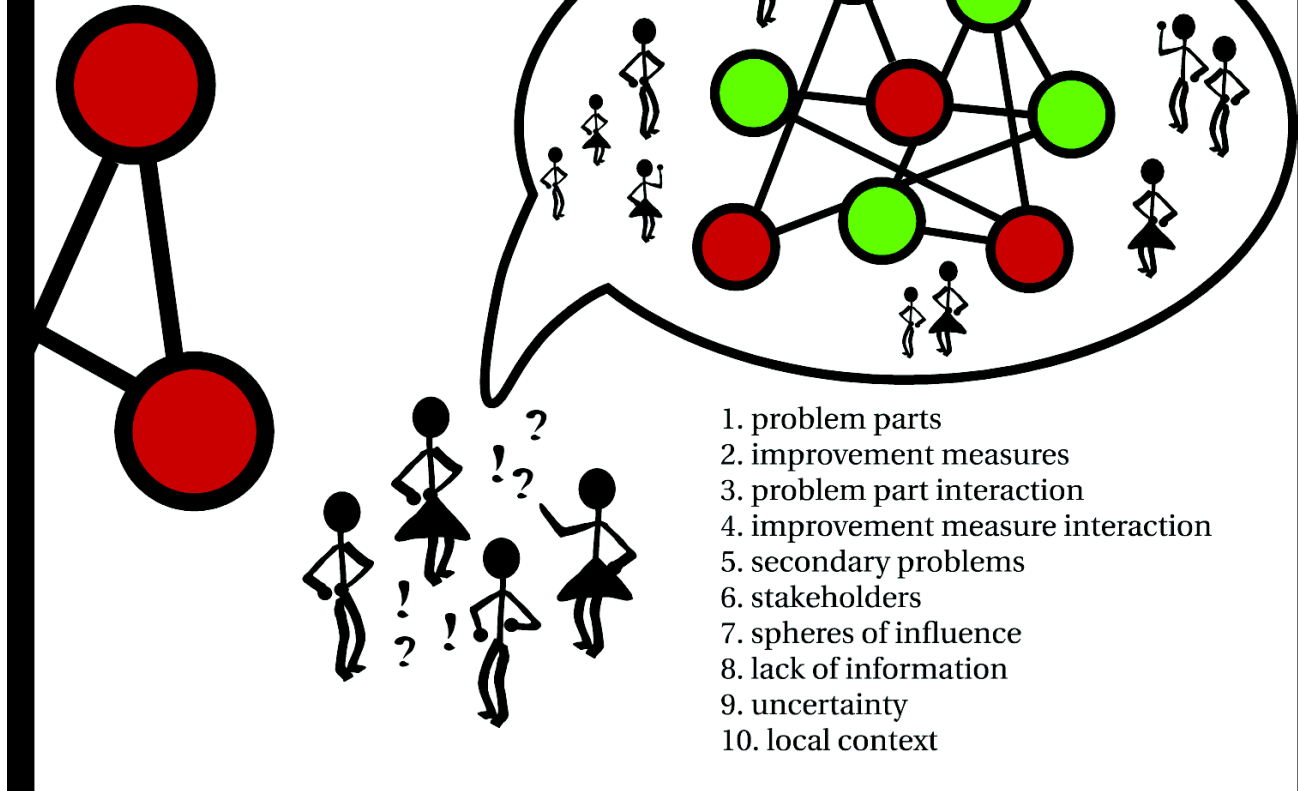 ?
!
?
!
!
?
1. problem parts
2. improvement measures
3. problem part interaction
4. improvement measure interaction
5. secondary problems
6. stakeholders
7. spheres of influence
8. lack of information
9. uncertainty
10. local context